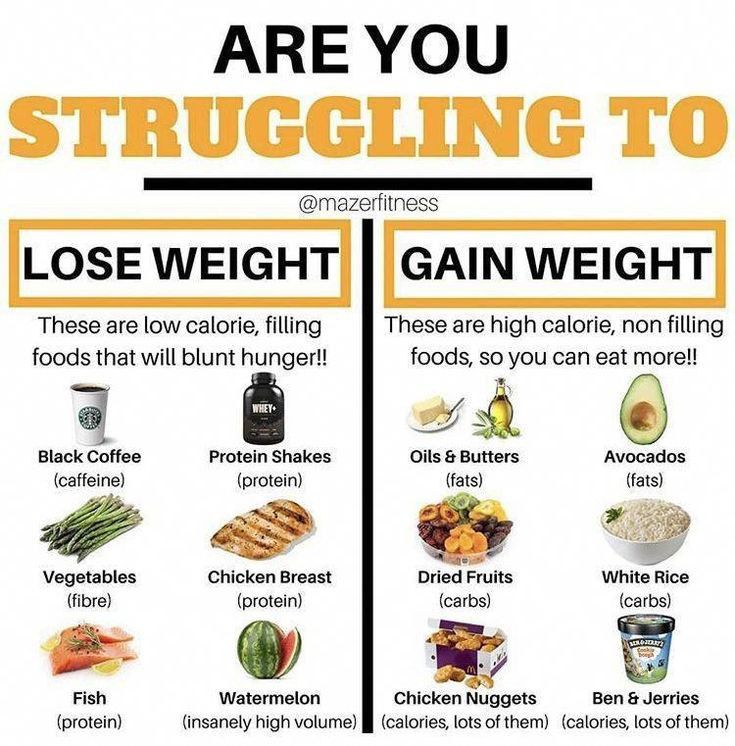 ARE YOU
STRUGGLING TO
@mazerfitness
LOSE WEIGHT
These are low calorie, filling
foods that will blunt hunger!!
WHEY+
Black Coffee
(caffeine)
Protein Shakes
(protein)
Vegetables
(fibre)
Chicken Breast
(protein)
Fish
(protein)
Watermelon
(insanely high volume)
GAIN WEIGHT
These are high calorie, non filling
foods, so you can eat more!!
Oils & Butters
(fats)
Avocados
(fats)
Dried Fruits
(carbs)
White Rice
(carbs)
Chicken Nuggets
(calories, lots of them)
BEN & JERRY'S
Cookie
Dough
Ben & Jerries
(calories, lots of them)